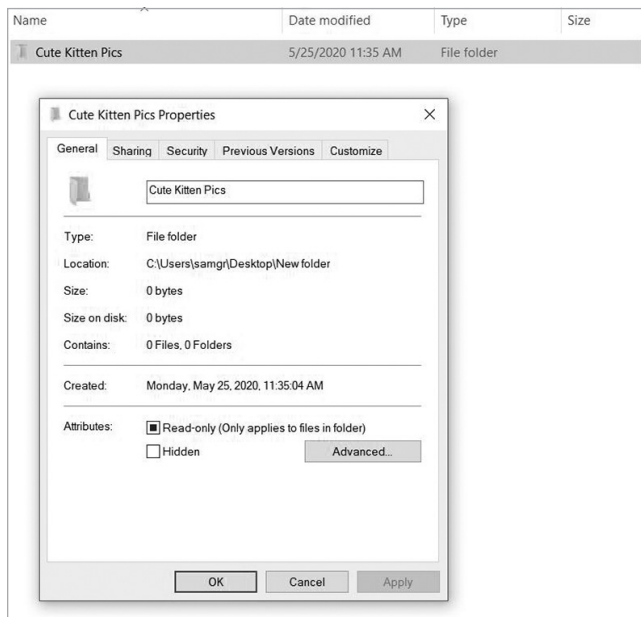 Name Date modified Type Size
Cute Kitten Pics 5/25/2020 11:35 AM File folder
Cute Kitten Pics Properties
General Sharing Security Previous Versions Customize
Cute Kitten Pics
Type: File folder
Location: C:\Users\samgr\Desktop\New folder
Size: 0 bytes
Size on disk: 0 bytes
Contains: 0 Files, 0 Folders
Created: Monday, May 25, 2020, 11:35:04 AM
Attributes: Read-only (Only applies to files in folder)
Hidden Advanced...
OK Cancel Apply